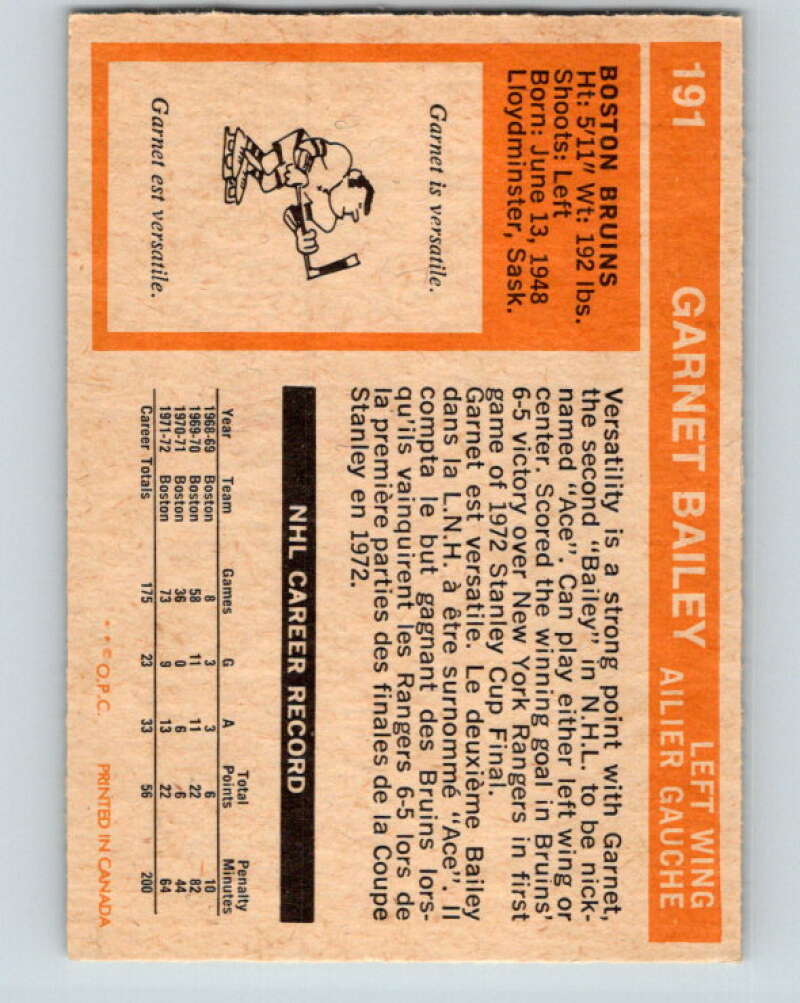 191 GARNET BAILEY LEFT WING
AILIER GAUCHE
BOSTON BRUINS
Ht: 5'11" Wt: 192 lbs.
Shoots: Left
Born: June 13, 1948
Lloydminster, Sask.
Garnet is versatile.
Garnet est versatile.
Versatility is a strong point with Garnet,
the second "Bailey" in N.H.L. to be nick-
named "Ace". Can play either left wing or
center. Scored the winning goal in Bruins'
6-5 victory over New York Rangers in first
game of 1972 Stanley Cup Final.
Garnet est versatile. Le deuxième Bailey
dans la L.N.H. à être surnommé "Ace". Il
compta le but gagnant des Bruins lors-
qu'ils vainquirent les Rangers 6-5 lors de
la première parties des finales de la Coupe
Stanley en 1972.
NHL CAREER RECORD
Year Team Games G A Total Points Penalty Minutes
1968-69 Boston 8 3 3 6 10
1969-70 Boston 58 11 11 22 82
1970-71 Boston 36 0 6 6 44
1971-72 Boston 73 9 13 22 64
Career Totals 175 23 33 56 200
* * © O.P.C. PRINTED IN CANADA